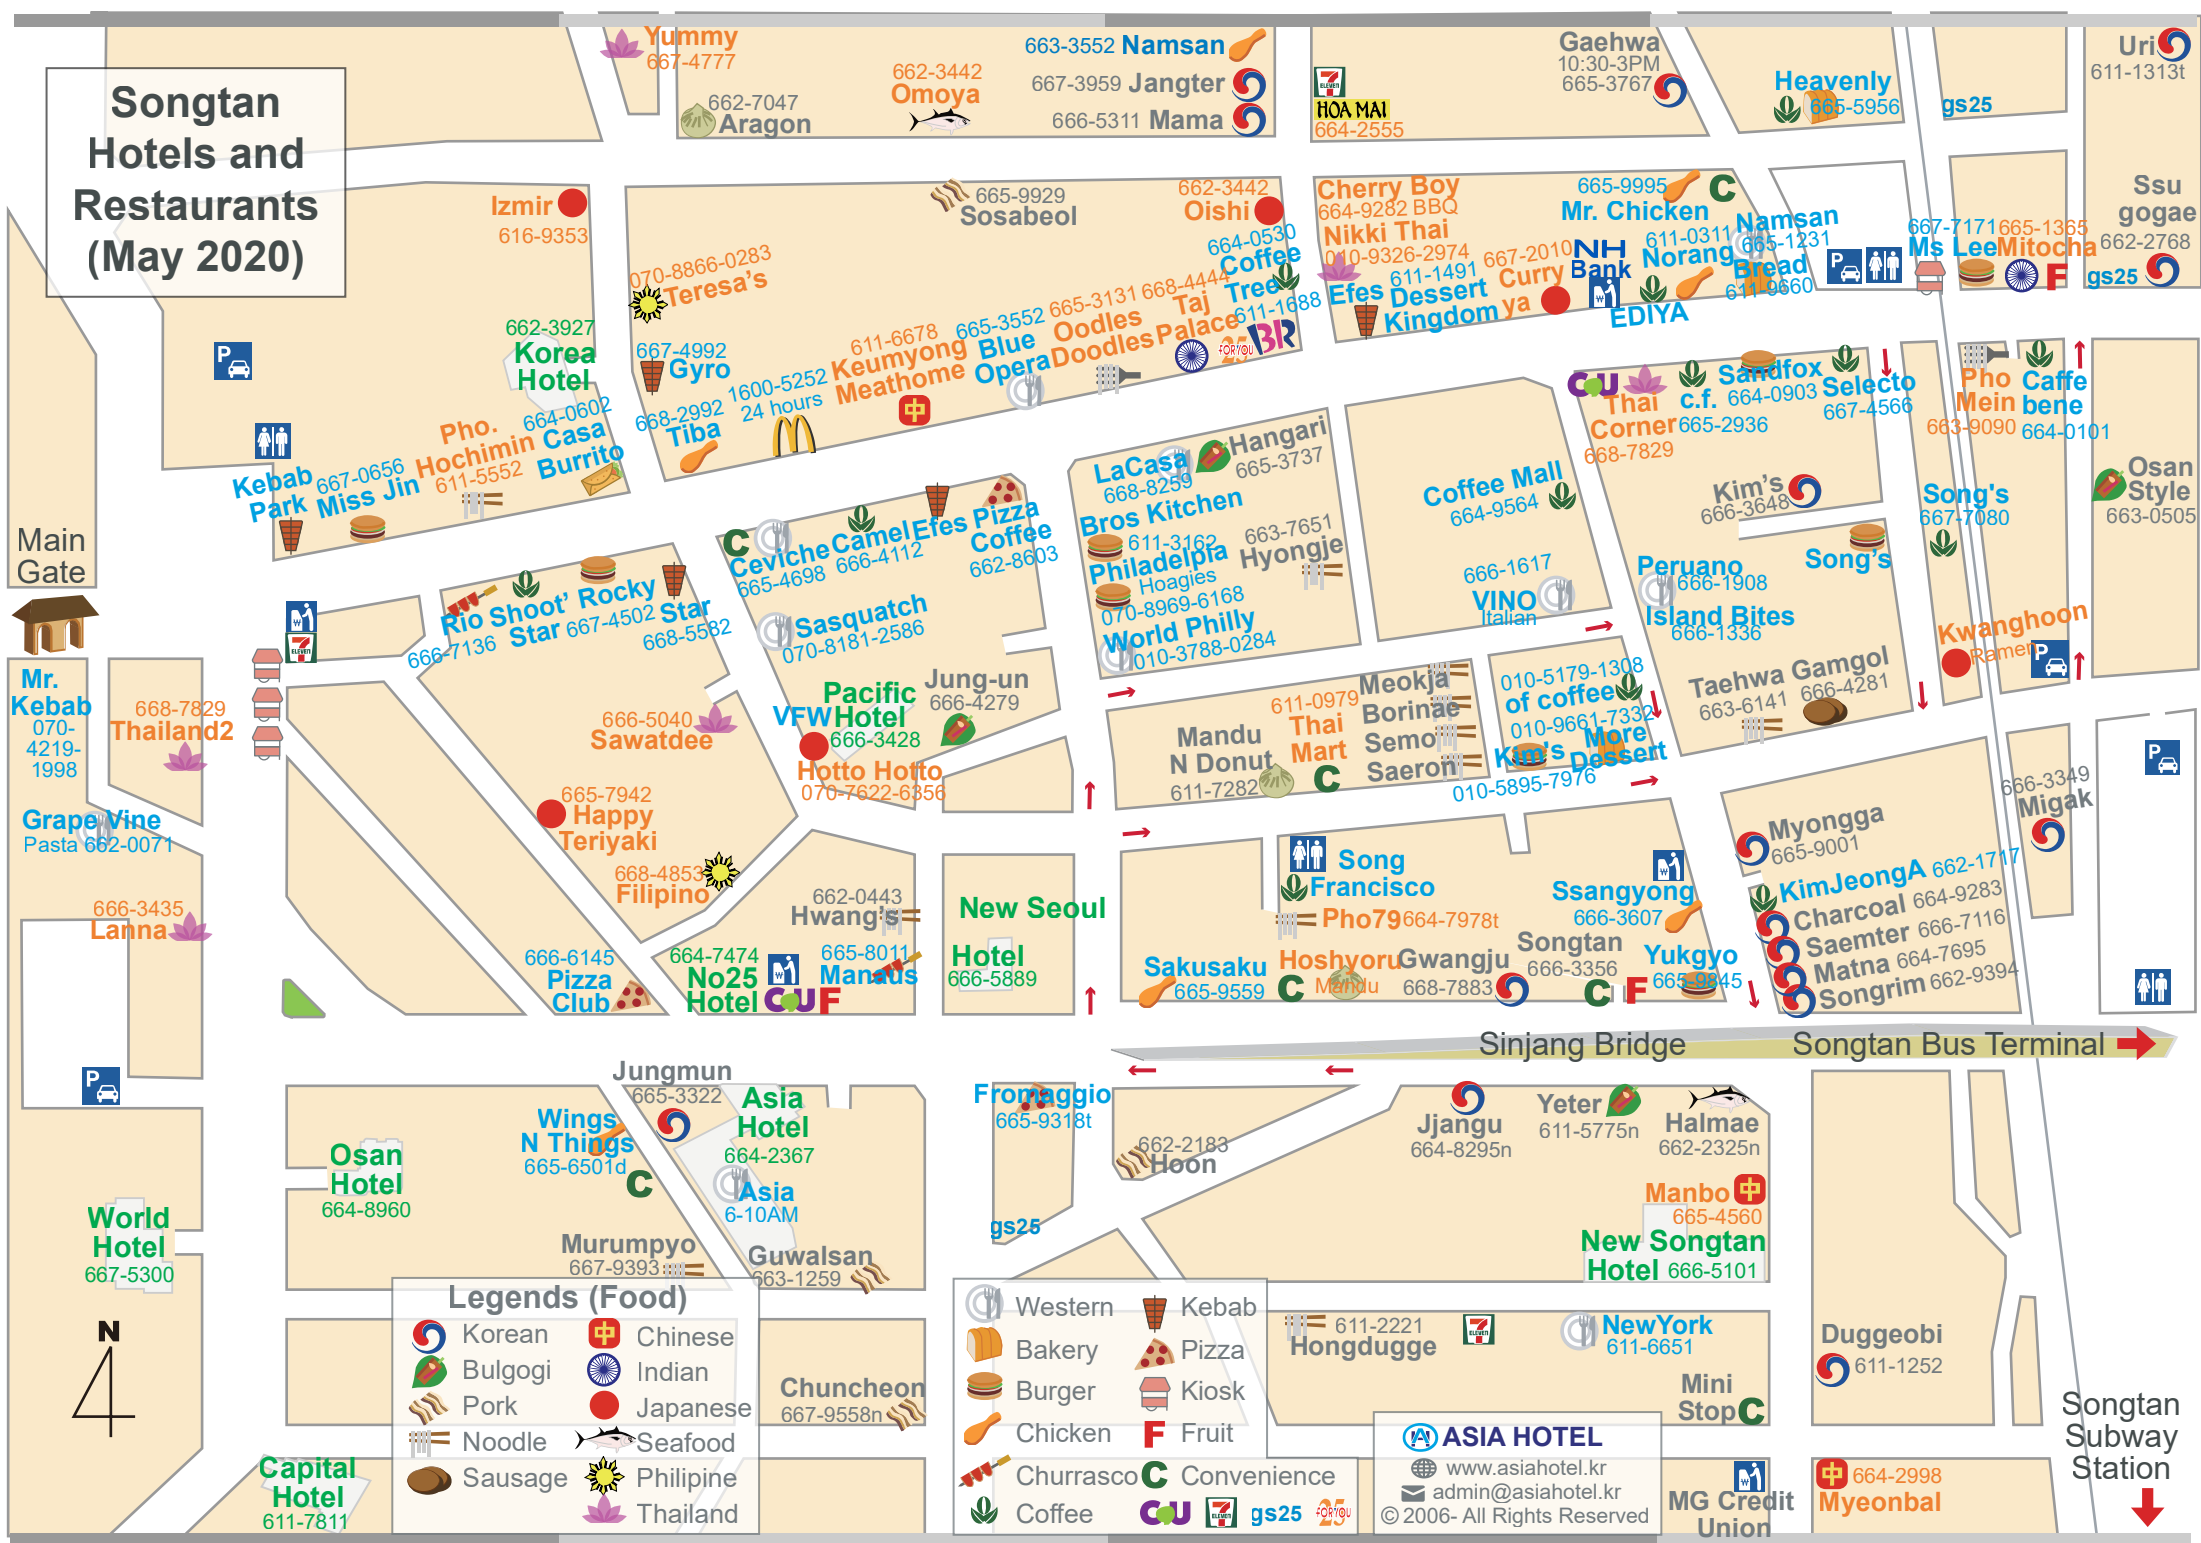 Songtan
Hotels and
Restaurants
(May 2020)
Yummy
667-4777
662-7047
Aragon
662-3442
Omoya
663-3552 Namsan
667-3959 Jangter
666-5311 Mama
7 ELEVEN
HOA MAI
664-2555
Gaehwa
10:30-3PM
665-3767
Heavenly
665-5956
gs25
Uri
611-1313t
Izmir
616-9353
665-9929
Sosabeol
662-3442
Oishi
664-0530
Coffee
Tree
611-1688
BR
Cherry Boy
664-9282 BBQ
Nikki Thai
010-9326-2974
Efes
611-1491
Dessert
Kingdom
667-2010
Curry
ya
665-9995
Mr. Chicken
C
NH
Bank
611-0311
Norang
EDIYA
Namsan
665-1231
Bread
611-9660
P
667-7171
Ms Lee
665-1365
Mitocha
F
Ssu
gogae
662-2768
gs25
070-8866-0283
Teresa's
662-3927
Korea
Hotel
P
667-4992
Gyro
668-2992
Tiba
1600-5252
24 hours
611-6678
Keumyong
Meathome
665-3552
Blue
Opera
665-3131
Oodles
Doodles
668-4444
Taj
Palace
FOR YOU
25
664-0602
Casa
Burrito
Pho.
Hochimin
611-5552
667-0656
Miss Jin
Kebab
Park
CU
Thai
Corner
668-7829
c.f.
665-2936
Sandfox
664-0903
Selecto
667-4566
Pho
Mein
663-9090
Caffe
bene
664-0101
Osan
Style
663-0505
Main
Gate
C
Ceviche
665-4698
Camel
666-4112
Efes
Pizza
Coffee
662-8603
LaCasa
668-8259
Hangari
665-3737
Bros Kitchen
611-3162
Philadelpia
Hoagies
070-8969-6168
World Philly
010-3788-0284
663-7651
Hyongje
Coffee Mall
664-9564
666-1617
VINO
Italian
Kim's
666-3648
Song's
Song's
667-7080
Peruano
666-1908
Island Bites
666-1336
Kwanghoon
Ramen
P
7 ELEVEN
Rio
666-7136
Shoot'
Star
Rocky
667-4502
Star
668-5582
Sasquatch
070-8181-2586
Mr.
Kebab
070-
4219-
1998
668-7829
Thailand2
666-5040
Sawatdee
Pacific
Hotel
666-3428
VFW
Jung-un
666-4279
Hotto Hotto
070-7622-6356
Mandu
N Donut
611-7282
611-0979
Thai
Mart
C
Meokja
Borinae
Semo
Saeron
010-5179-1308
of coffee
010-9661-7332
More
Dessert
Kim's
010-5895-7976
Taehwa
663-6141
Gamgol
666-4281
P
666-3349
Migak
Grape Vine
Pasta 662-0071
665-7942
Happy
Teriyaki
668-4853
Filipino
662-0443
Hwang's
665-8011
Manaus
666-3435
Lanna
666-6145
Pizza
Club
664-7474
No25
Hotel
CU
F
New Seoul
Hotel
666-5889
Song
Francisco
Pho79 664-7978t
Sakusaku
665-9559
Hoshyoru
Mandu
C
Gwangju
668-7883
Songtan
666-3356
C
F
Ssangyong
666-3607
Yukgyo
665-9845
Myongga
665-9001
KimJeongA 662-1717
Charcoal 664-9283
Saemter 666-7116
Matna 664-7695
Songrim 662-9394
Sinjang Bridge
Songtan Bus Terminal
P
Jungmun
665-3322
Wings
N Things
665-6501d
C
Asia
Hotel
664-2367
Asia
6-10AM
Fromaggio
665-9318t
gs25
662-2183
Hoon
Jjangu
664-8295n
Yeter
611-5775n
Halmae
662-2325n
Manbo
665-4560
New Songtan
Hotel 666-5101
Osan
Hotel
664-8960
World
Hotel
667-5300
Murumpyo
667-9393
Guwalsan
663-1259
N
Chuncheon
667-9558n
Capital
Hotel
611-7811
611-2221
Hongdugge
7 ELEVEN
NewYork
611-6651
Mini
Stop C
Duggeobi
611-1252
Songtan
Subway
Station
MG Credit
Union
664-2998
Myeonbal
Legends (Food)
Korean
Bulgogi
Pork
Noodle
Sausage
Chinese
Indian
Japanese
Seafood
Philipine
Thailand
Western
Bakery
Burger
Chicken
Churrasco
Coffee
Kebab
Pizza
Kiosk
F Fruit
C Convenience
CU 7 ELEVEN gs25 FOR YOU 25
ASIA HOTEL
www.asiahotel.kr
admin@asiahotel.kr
© 2006- All Rights Reserved